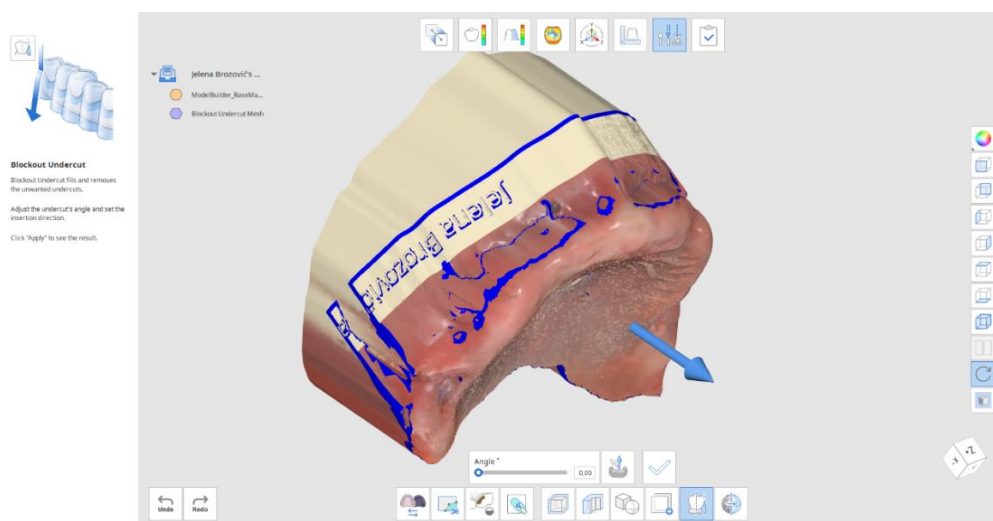 Blockout Undercut
Blockout Undercut fills and removes
the unwanted undercuts.
Adjust the undercut's angle and set the
insertion direction.
Click "Apply" to see the result.
Jelena Brozović's ...
ModelBuilder_BaseMa...
Blockout Undercut Mesh
Jelena Brozović
Angle °
0,00
Undo
Redo
-X
+Z